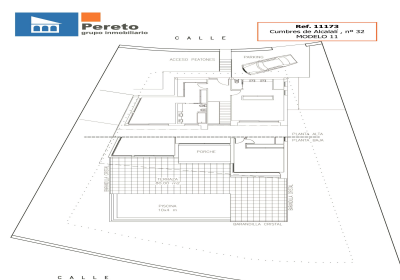 Pereto
grupo inmobiliario
Ref. 11173
Cumbres de Alcalalí , nº 32
MODELO 11
CALLE
ACCESO PEATONES
PARKING
PLANTA ALTA
PLANTA BAJA
PORCHE
TERRAZA
PISCINA
BARANDILLA CRISTAL
CALLE